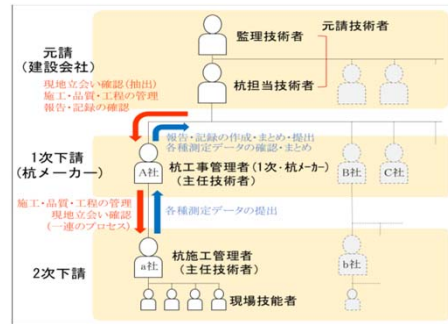 監理技術者
元請技術者
元請
(建設会社)
杭担当技術者
現地立会い確認(抽出)
施工・品質・工程の管理
報告・記録の確認
報告・記録の作成・まとめ・提出
各種測定データの確認・まとめ
1次下請
(杭メーカー)
A社
杭工事管理者(1次・杭メーカー)
(主任技術者)
B社
C社
施工・品質・工程の管理
現地立会い確認
(一連のプロセス)
各種測定データの提出
2次下請
a社
杭施工管理者
(主任技術者)
b社
現場技能者